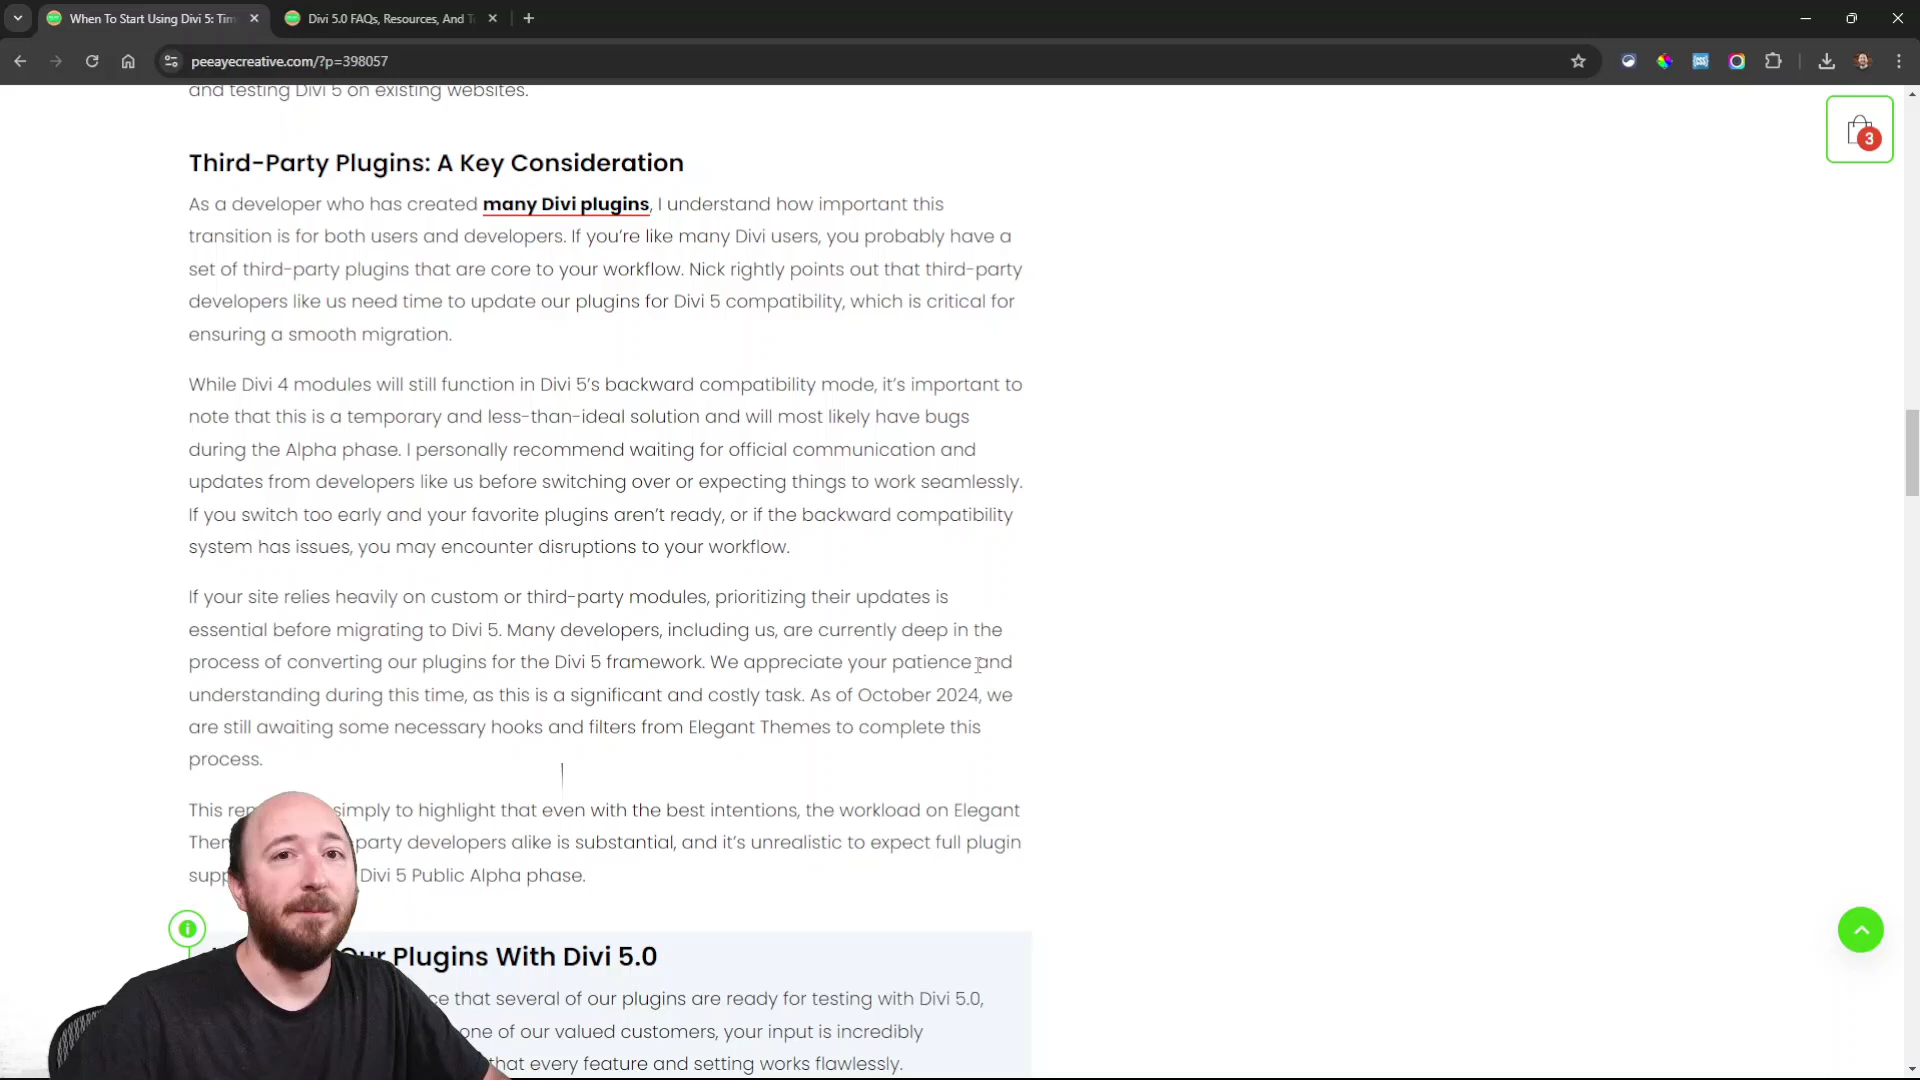 When To Start Using Divi 5: Tim
Divi 5.0 FAQs, Resources, And T
peeayecreative.com/?p=398057
and testing Divi 5 on existing websites.
3
Third-Party Plugins: A Key Consideration
As a developer who has created many Divi plugins, I understand how important this
transition is for both users and developers. If you’re like many Divi users, you probably have a
set of third-party plugins that are core to your workflow. Nick rightly points out that third-party
developers like us need time to update our plugins for Divi 5 compatibility, which is critical for
ensuring a smooth migration.
While Divi 4 modules will still function in Divi 5’s backward compatibility mode, it’s important to
note that this is a temporary and less-than-ideal solution and will most likely have bugs
during the Alpha phase. I personally recommend waiting for official communication and
updates from developers like us before switching over or expecting things to work seamlessly.
If you switch too early and your favorite plugins aren’t ready, or if the backward compatibility
system has issues, you may encounter disruptions to your workflow.
If your site relies heavily on custom or third-party modules, prioritizing their updates is
essential before migrating to Divi 5. Many developers, including us, are currently deep in the
process of converting our plugins for the Divi 5 framework. We appreciate your patience and
understanding during this time, as this is a significant and costly task. As of October 2024, we
are still awaiting some necessary hooks and filters from Elegant Themes to complete this
process.
This simply to highlight that even with the best intentions, the workload on Elegant
party developers alike is substantial, and it’s unrealistic to expect full plugin
Divi 5 Public Alpha phase.
Our Plugins With Divi 5.0
that several of our plugins are ready for testing with Divi 5.0,
one of our valued customers, your input is incredibly
that every feature and setting works flawlessly.